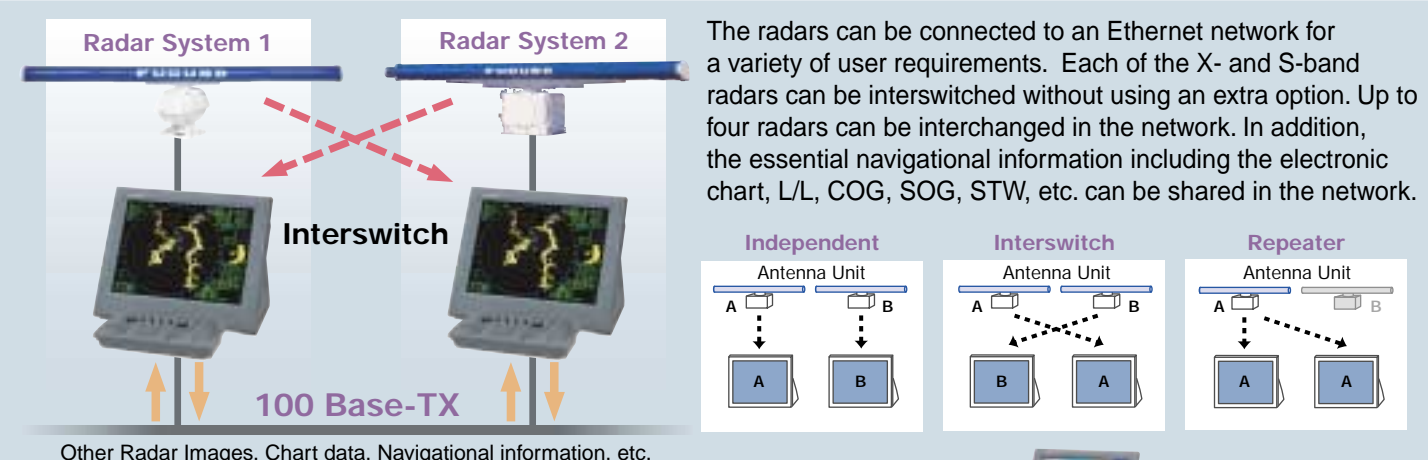 Radar System 1
Radar System 2
FURUNO
FURUNO
Interswitch
100 Base-TX
Other Radar Images, Chart data, Navigational information, etc.
The radars can be connected to an Ethernet network for
a variety of user requirements. Each of the X- and S-band
radars can be interswitched without using an extra option. Up to
four radars can be interchanged in the network. In addition,
the essential navigational information including the electronic
chart, L/L, COG, SOG, STW, etc. can be shared in the network.
Independent
Antenna Unit
A B
A B
Interswitch
Antenna Unit
A B
B A
Repeater
Antenna Unit
A B
A A